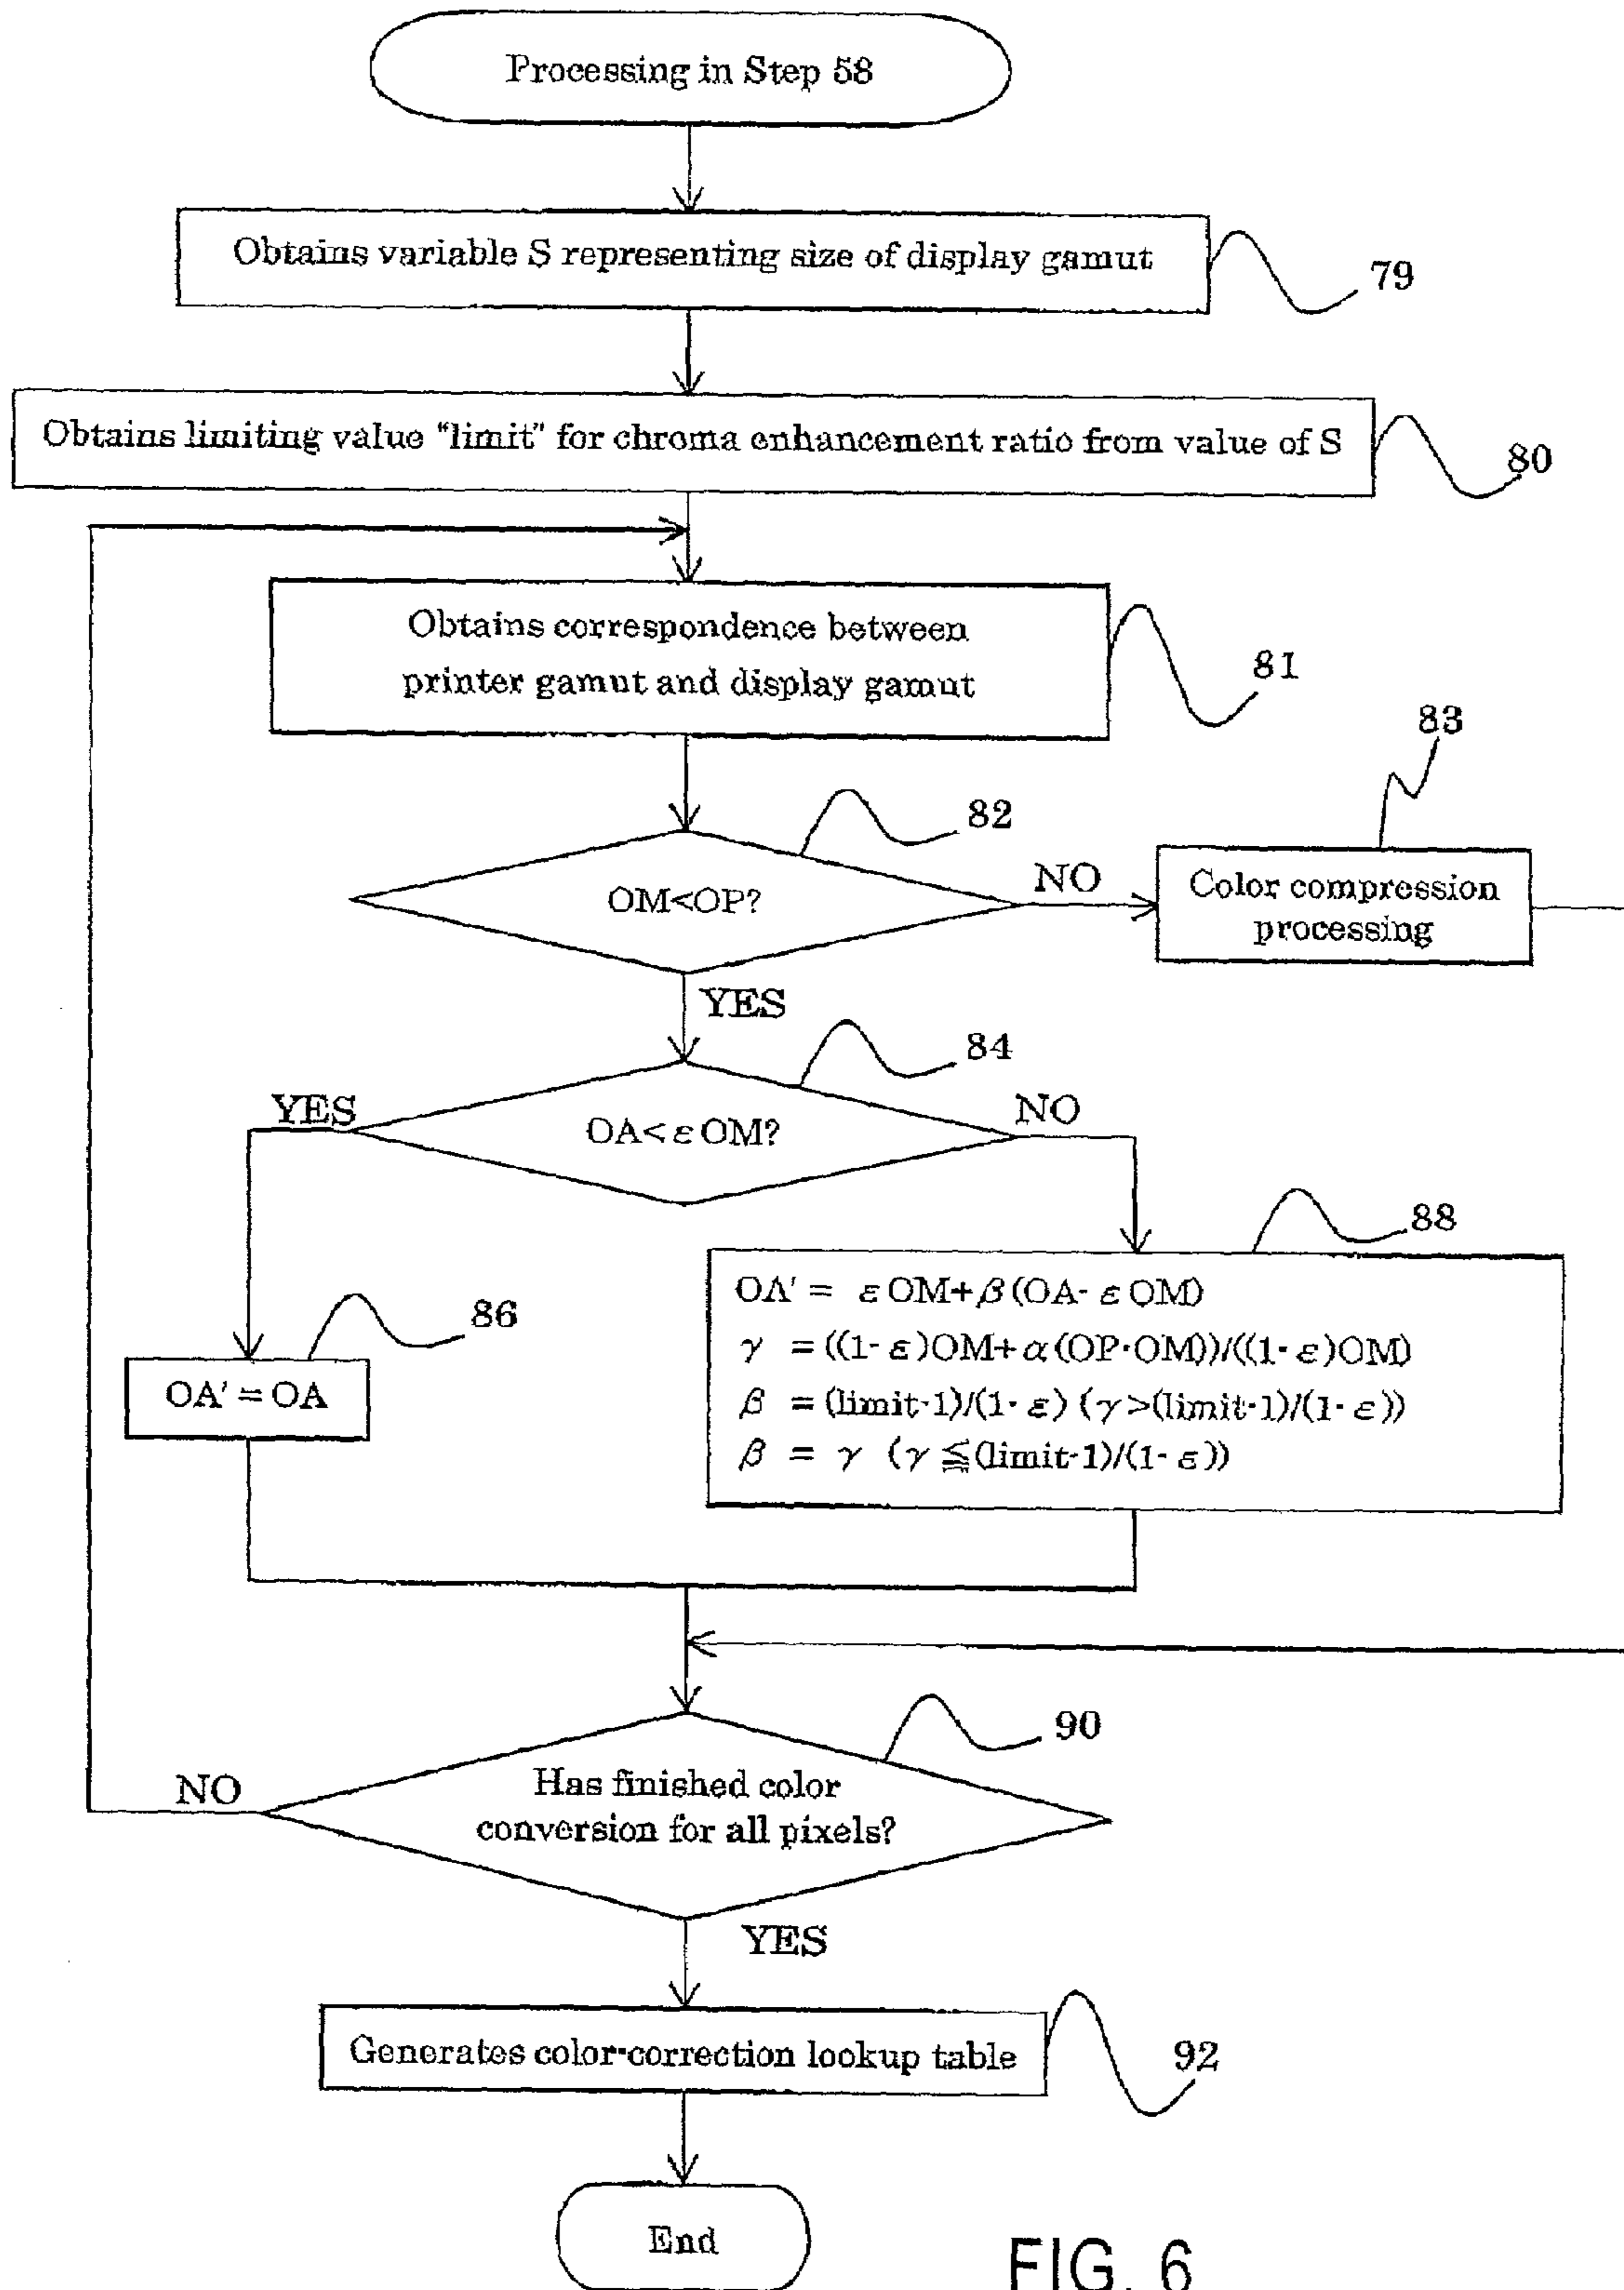 Processing in Step 58
Obtains variable S representing size of display gamut
79
Obtains limiting value "limit" for chroma enhancement ratio from value of S
80
Obtains correspondence between
printer gamut and display gamut
81
83
82
OM<OP?
NO
Color compression
processing
YES
84
YES
OA<εOM?
NO
88
OA' = εOM+β(OA-εOM)
γ =((1-ε)OM+α(OP-OM))/((1-ε)OM)
β =(limit-1)/(1-ε) (γ>(limit-1)/(1-ε))
β = γ (γ≦(limit-1)/(1-ε))
86
OA' = OA
90
Has finished color
conversion for all pixels?
NO
YES
Generates color-correction lookup table
92
End
FIG. 6